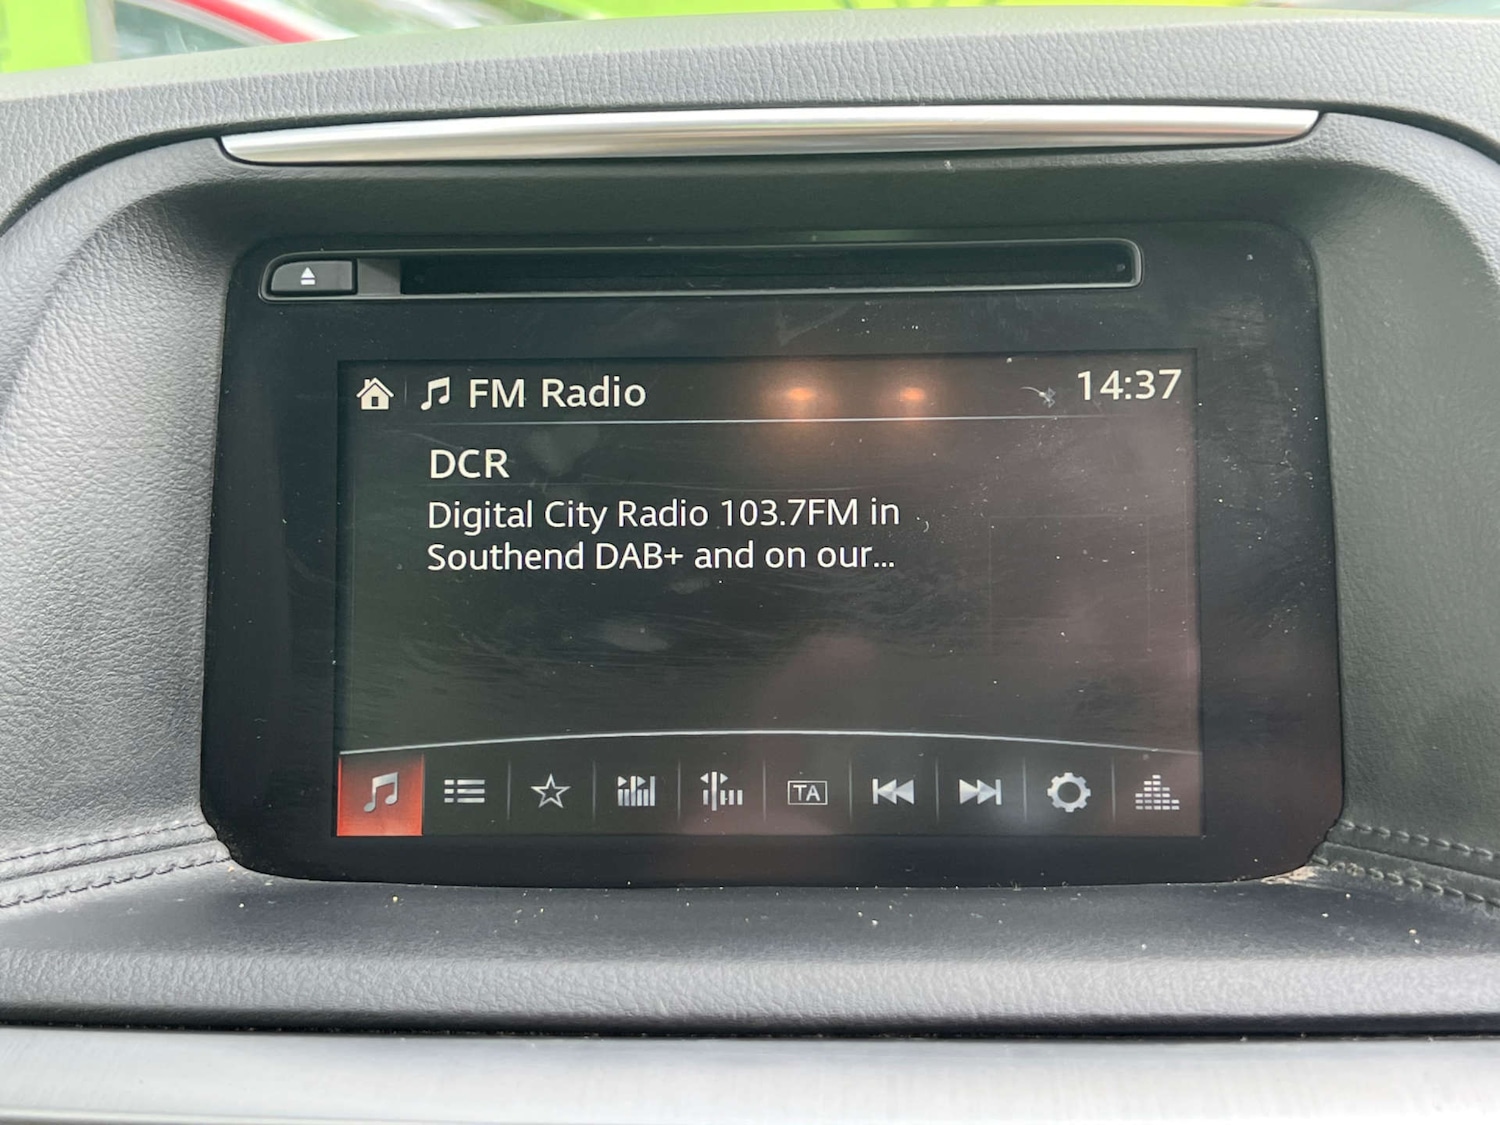 FM Radio
14:37
DCR
Digital City Radio 103.7FM in
Southend DAB+ and on our...
TA